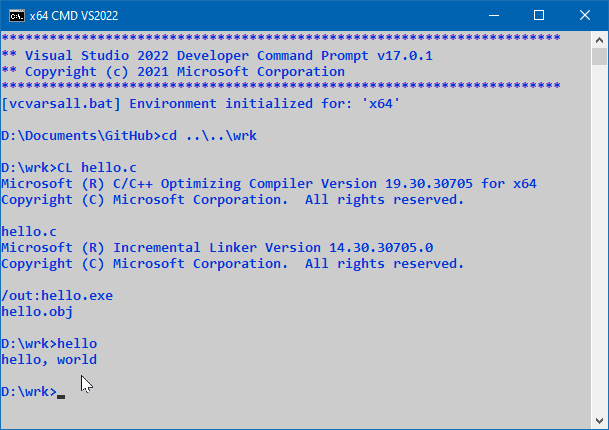 x64 CMD VS2022
**********************************************************************
** Visual Studio 2022 Developer Command Prompt v17.0.1
** Copyright (c) 2021 Microsoft Corporation
**********************************************************************
[vcvarsall.bat] Environment initialized for: 'x64'
D:\Documents\GitHub>cd ..\..\wrk
D:\wrk>CL hello.c
Microsoft (R) C/C++ Optimizing Compiler Version 19.30.30705 for x64
Copyright (C) Microsoft Corporation.  All rights reserved.
hello.c
Microsoft (R) Incremental Linker Version 14.30.30705.0
Copyright (C) Microsoft Corporation.  All rights reserved.
/out:hello.exe
hello.obj
D:\wrk>hello
hello, world
D:\wrk>